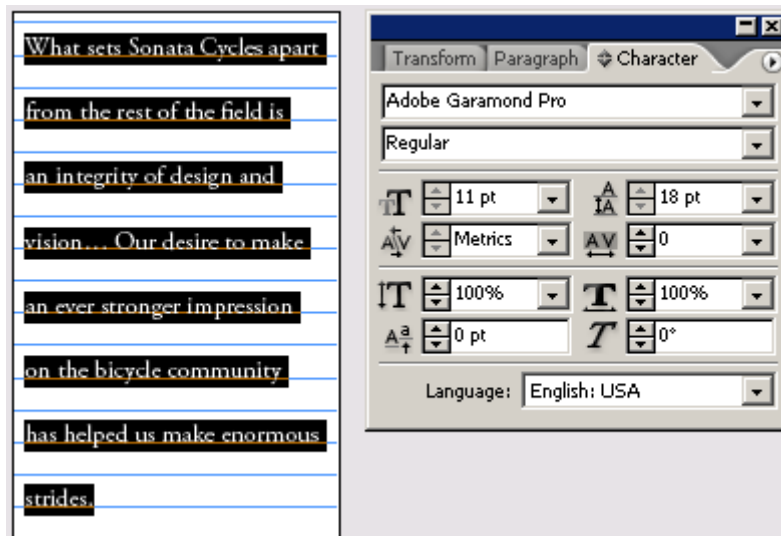 What sets Sonata Cycles apart
from the rest of the field is
an integrity of design and
vision… Our desire to make
an ever stronger impression
on the bicycle community
has helped us make enormous
strides.
Transform Paragraph Character
Adobe Garamond Pro
Regular
11 pt 18 pt
Metrics 0
100% 100%
0 pt 0°
Language: English: USA